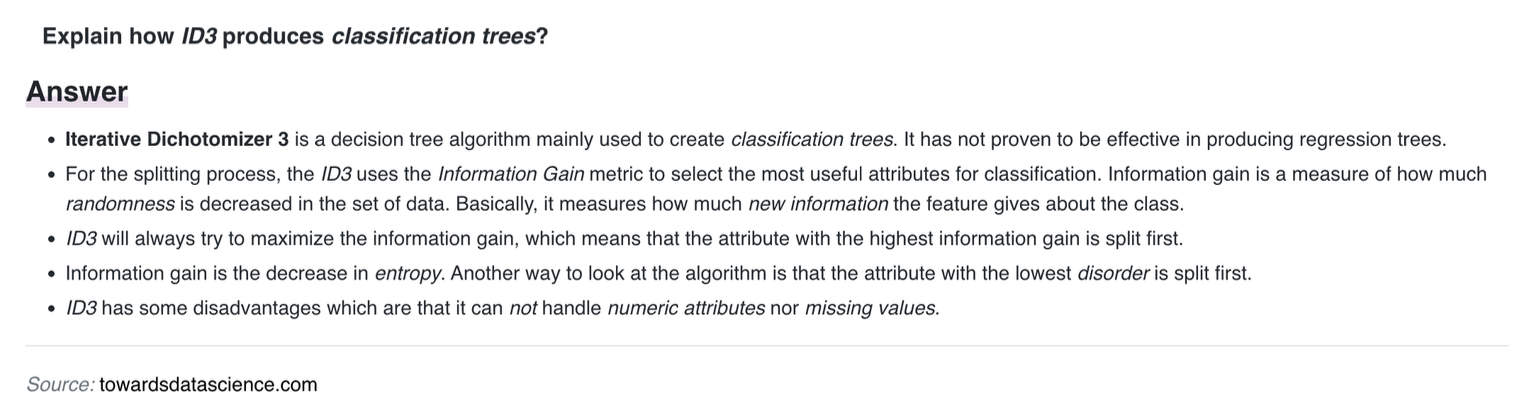 Explain how ID3 produces classification trees?
Answer
• Iterative Dichotomizer 3 is a decision tree algorithm mainly used to create classification trees. It has not proven to be effective in producing regression trees.
• For the splitting process, the ID3 uses the Information Gain metric to select the most useful attributes for classification. Information gain is a measure of how much
randomness is decreased in the set of data. Basically, it measures how much new information the feature gives about the class.
• ID3 will always try to maximize the information gain, which means that the attribute with the highest information gain is split first.
• Information gain is the decrease in entropy. Another way to look at the algorithm is that the attribute with the lowest disorder is split first.
• ID3 has some disadvantages which are that it can not handle numeric attributes nor missing values.
Source: towardsdatascience.com